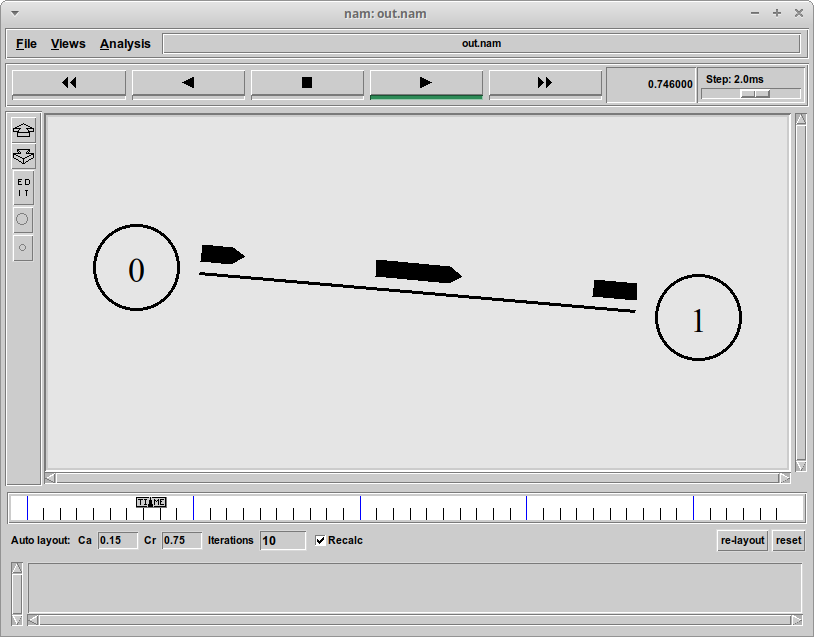 nam: out.nam
File Views Analysis out.nam
0.746000 Step: 2.0ms
ED
IT
0
1
TIME
Auto layout: Ca 0.15 Cr 0.75 Iterations 10 Recalc re-layout reset